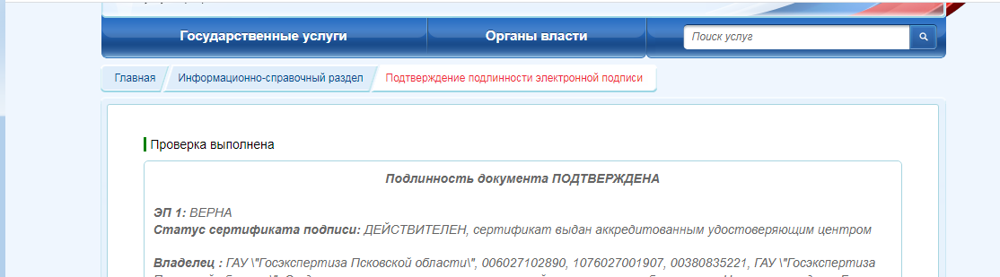 Государственные услуги
Органы власти
Поиск услуг
Главная
Информационно-справочный раздел
Подтверждение подлинности электронной подписи
Проверка выполнена
Подлинность документа ПОДТВЕРЖДЕНА
ЭП 1: ВЕРНА
Статус сертификата подписи: ДЕЙСТВИТЕЛЕН, сертификат выдан аккредитованным удостоверяющим центром
Владелец : ГАУ \"Госэкспертиза Псковской области\", 006027102890, 1076027001907, 00380835221, ГАУ \"Госэкспертиза